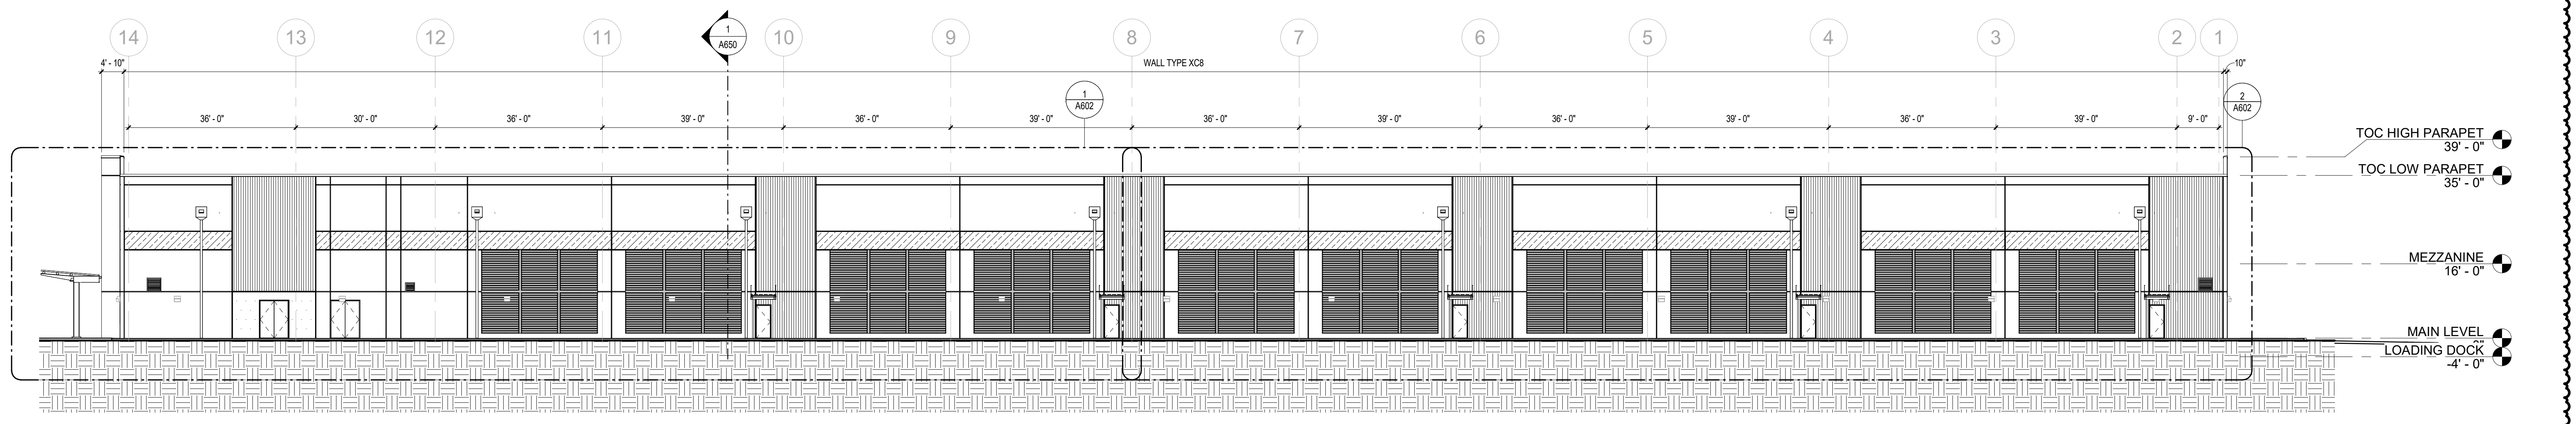 14 13 12 11 10 9 8 7 6 5 4 3 2 1
1
A650
4' - 10"
WALL TYPE XC8
10"
1
A602
2
A602
36' - 0" 30' - 0" 36' - 0" 39' - 0" 36' - 0" 39' - 0" 36' - 0" 39' - 0" 36' - 0" 39' - 0" 36' - 0" 39' - 0" 9' - 0"
TOC HIGH PARAPET
39' - 0"
TOC LOW PARAPET
35' - 0"
MEZZANINE
16' - 0"
MAIN LEVEL
LOADING DOCK
-4' - 0"